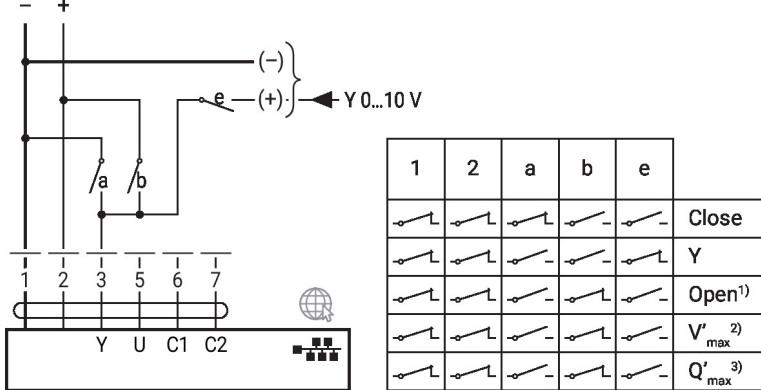 − +
(−)
e (+) Y 0...10 V
a b
1 2 3 5 6 7
Y U C1 C2
1 2 a b e
Close
Y
Open1)
V'max 2)
Q'max 3)